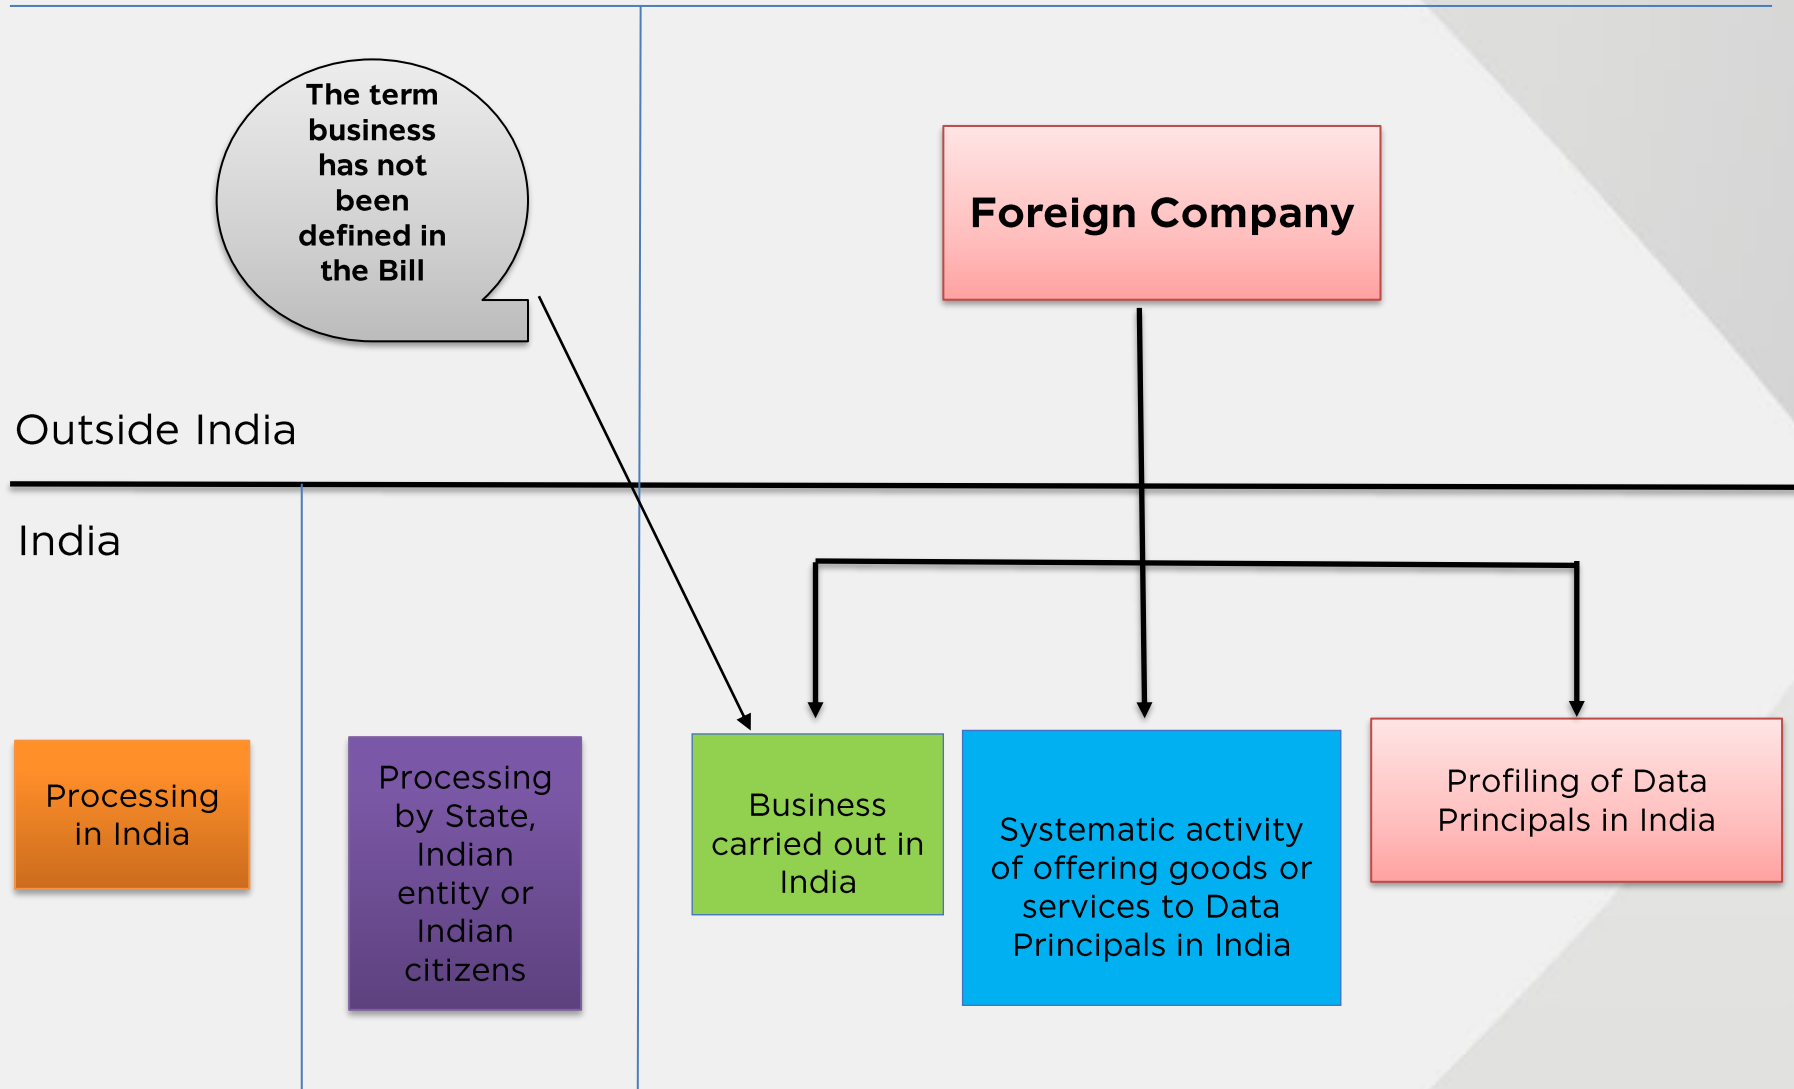 The term
business
has not
been
defined in
the Bill
Foreign Company
Outside India
India
Processing
in India
Processing
by State,
Indian
entity or
Indian
citizens
Business
carried out in
India
Systematic activity
of offering goods or
services to Data
Principals in India
Profiling of Data
Principals in India